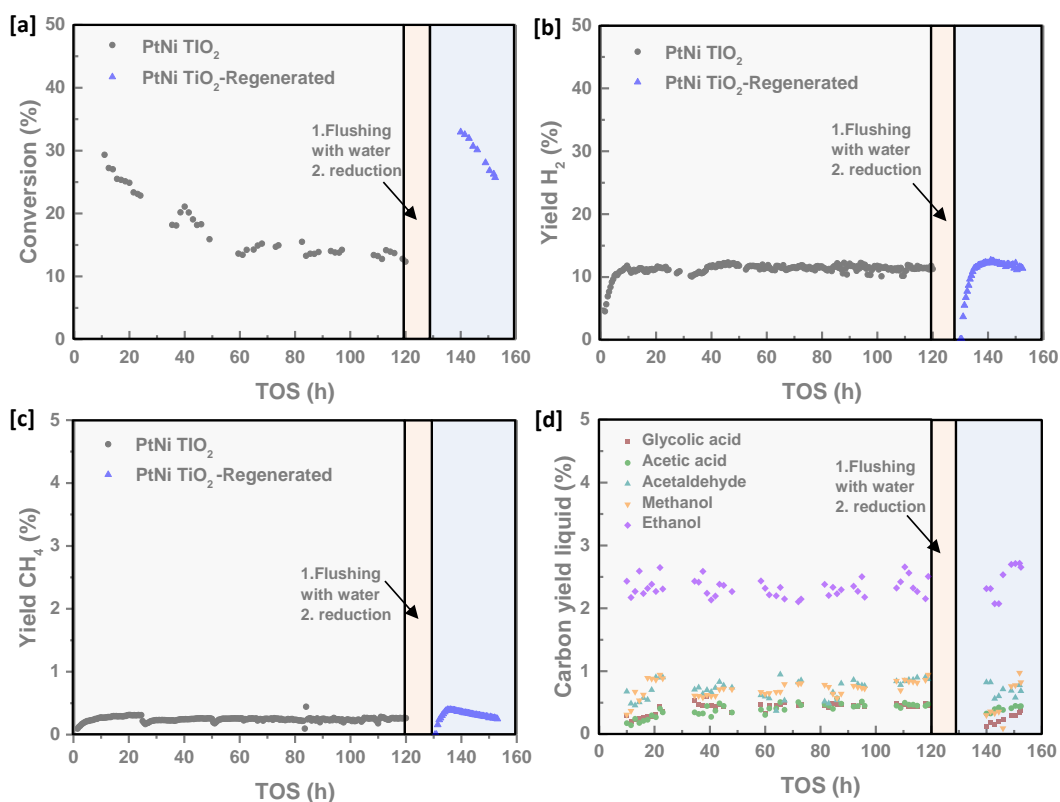 [a]
50
40
30
20
10
0
Conversion (%)
PtNi TIO2
PtNi TiO2-Regenerated
1.Flushing
with water
2. reduction
0 20 40 60 80 100 120 140 160
TOS (h)
[b]
50
40
30
20
10
0
Yield H2 (%)
PtNi TIO2
PtNi TiO2-Regenerated
1.Flushing
with water
2. reduction
0 20 40 60 80 100 120 140 160
TOS (h)
[c]
5
4
3
2
1
0
Yield CH4 (%)
PtNi TIO2
PtNi TiO2-Regenerated
1.Flushing
with water
2. reduction
0 20 40 60 80 100 120 140 160
TOS (h)
[d]
5
4
3
2
1
0
Carbon yield liquid (%)
Glycolic acid
Acetic acid
Acetaldehyde
Methanol
Ethanol
1.Flushing
with water
2. reduction
0 20 40 60 80 100 120 140 160
TOS (h)